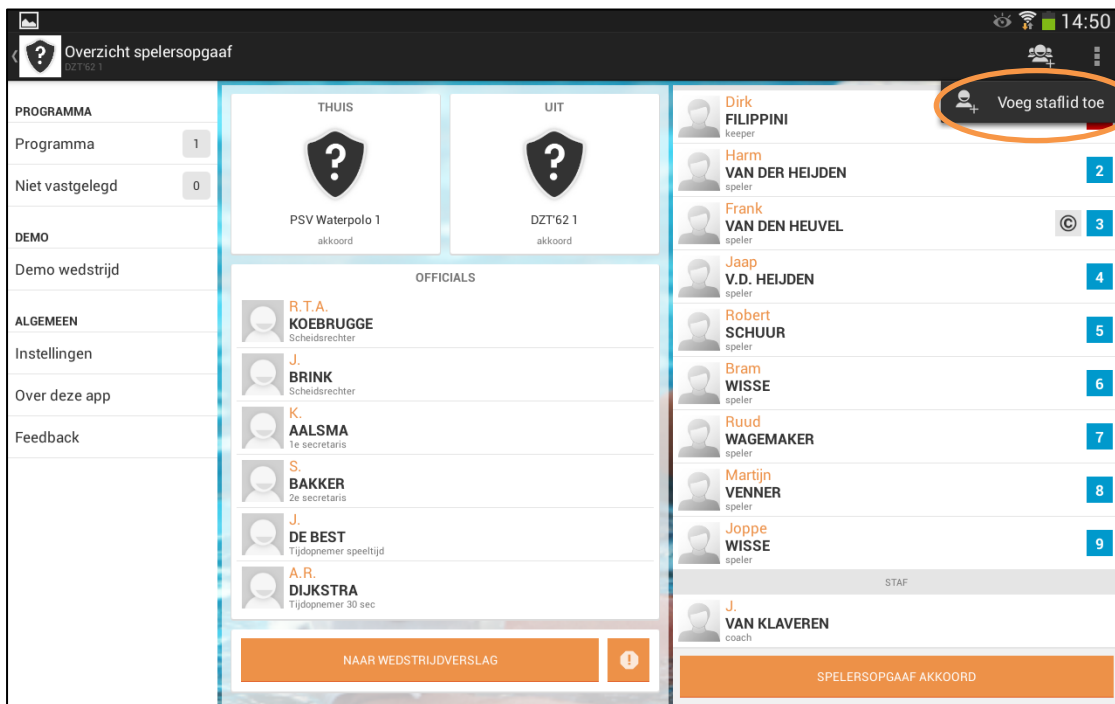 14:50
Overzicht spelersopgaaf
DZT'62 1
Voeg staflid toe
PROGRAMMA
Programma 1
Niet vastgelegd 0
DEMO
Demo wedstrijd
ALGEMEEN
Instellingen
Over deze app
Feedback
THUIS
PSV Waterpolo 1
akkoord
UIT
DZT'62 1
akkoord
OFFICIALS
R.T.A.
KOEBRUGGE
Scheidsrechter
J.
BRINK
Scheidsrechter
K.
AALSMA
1e secretaris
S.
BAKKER
2e secretaris
J.
DE BEST
Tijdopnemer speeltijd
A.R.
DIJKSTRA
Tijdopnemer 30 sec
NAAR WEDSTRIJDVERSLAG
Dirk
FILIPPINI
keeper
Harm
VAN DER HEIJDEN 2
speler
Frank
VAN DEN HEUVEL © 3
speler
Jaap
V.D. HEIJDEN 4
speler
Robert
SCHUUR 5
speler
Bram
WISSE 6
speler
Ruud
WAGEMAKER 7
speler
Martijn
VENNER 8
speler
Joppe
WISSE 9
speler
STAF
J.
VAN KLAVEREN
coach
SPELERSOPGAAF AKKOORD